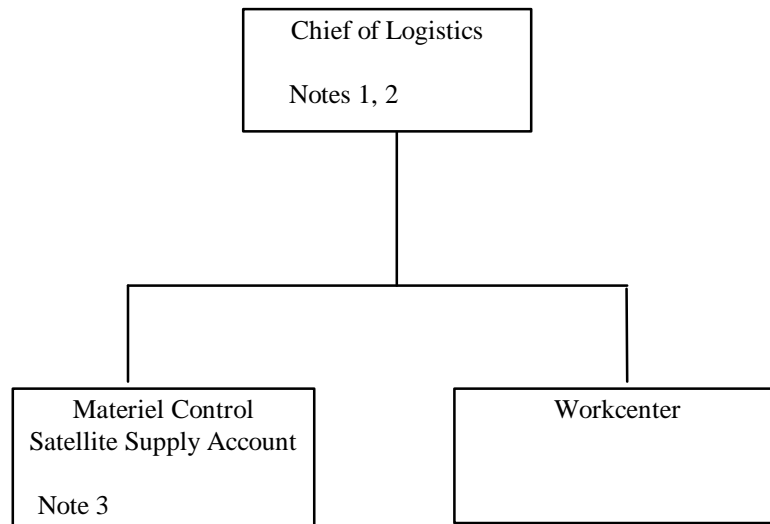 Chief of Logistics
Notes 1, 2
Materiel Control
Satellite Supply Account
Note 3
Workcenter